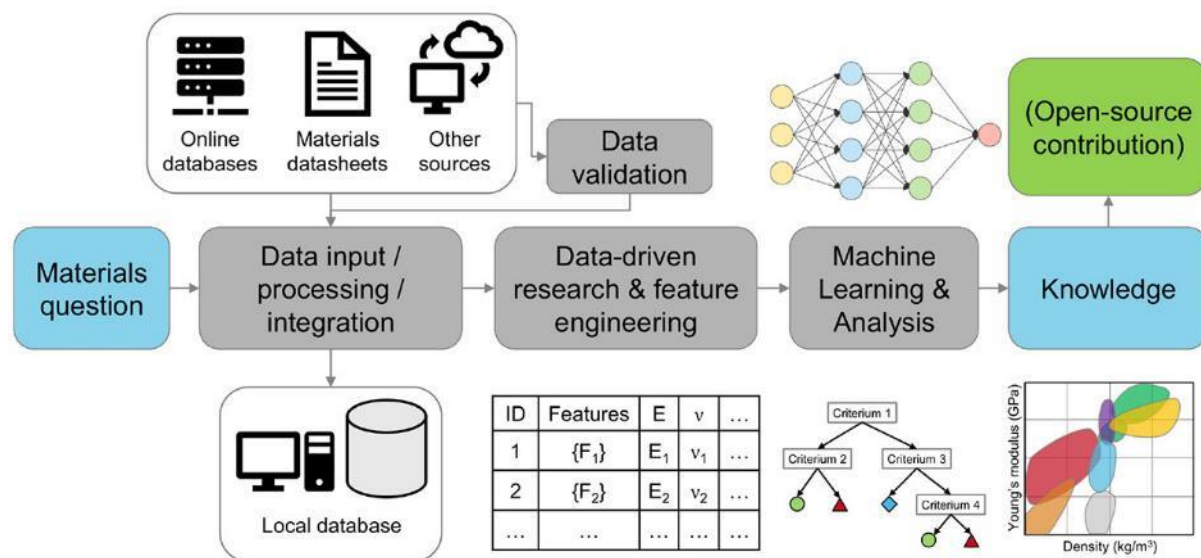 Online
databases
Materials
datasheets
Other
sources
Data
validation
(Open-source
contribution)
Materials
question
Data input /
processing /
integration
Data-driven
research & feature
engineering
Machine
Learning &
Analysis
Knowledge
Local database
ID Features E ν ...
1 {F₁} E₁ ν₁ ...
2 {F₂} E₂ ν₂ ...
... ... ... ... ...
Criterium 1
Criterium 2
Criterium 3
Criterium 4
Young's modulus (GPa)
Density (kg/m³)